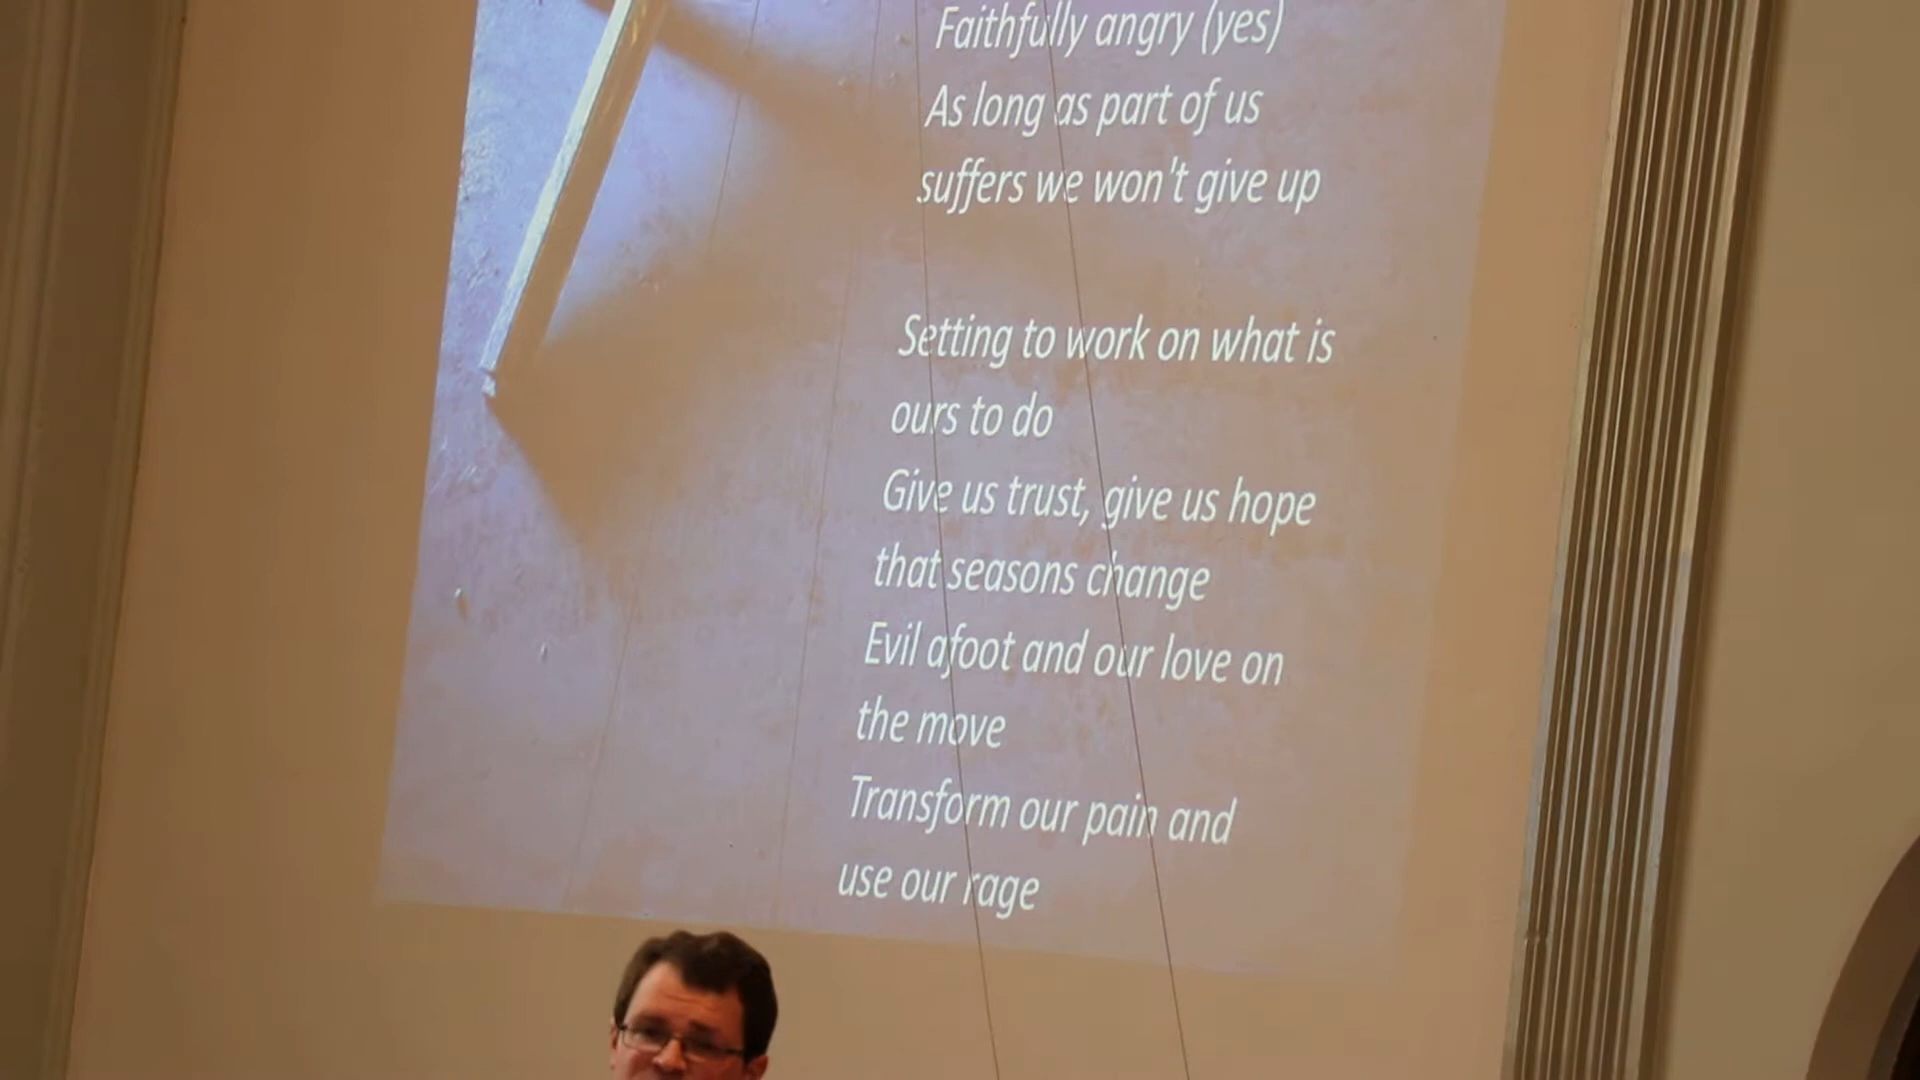 Faithfully angry (yes)
As long as part of us
suffers we won't give up
Setting to work on what is
ours to do
Give us trust, give us hope
that seasons change
Evil afoot and our love on
the move
Transform our pain and
use our rage